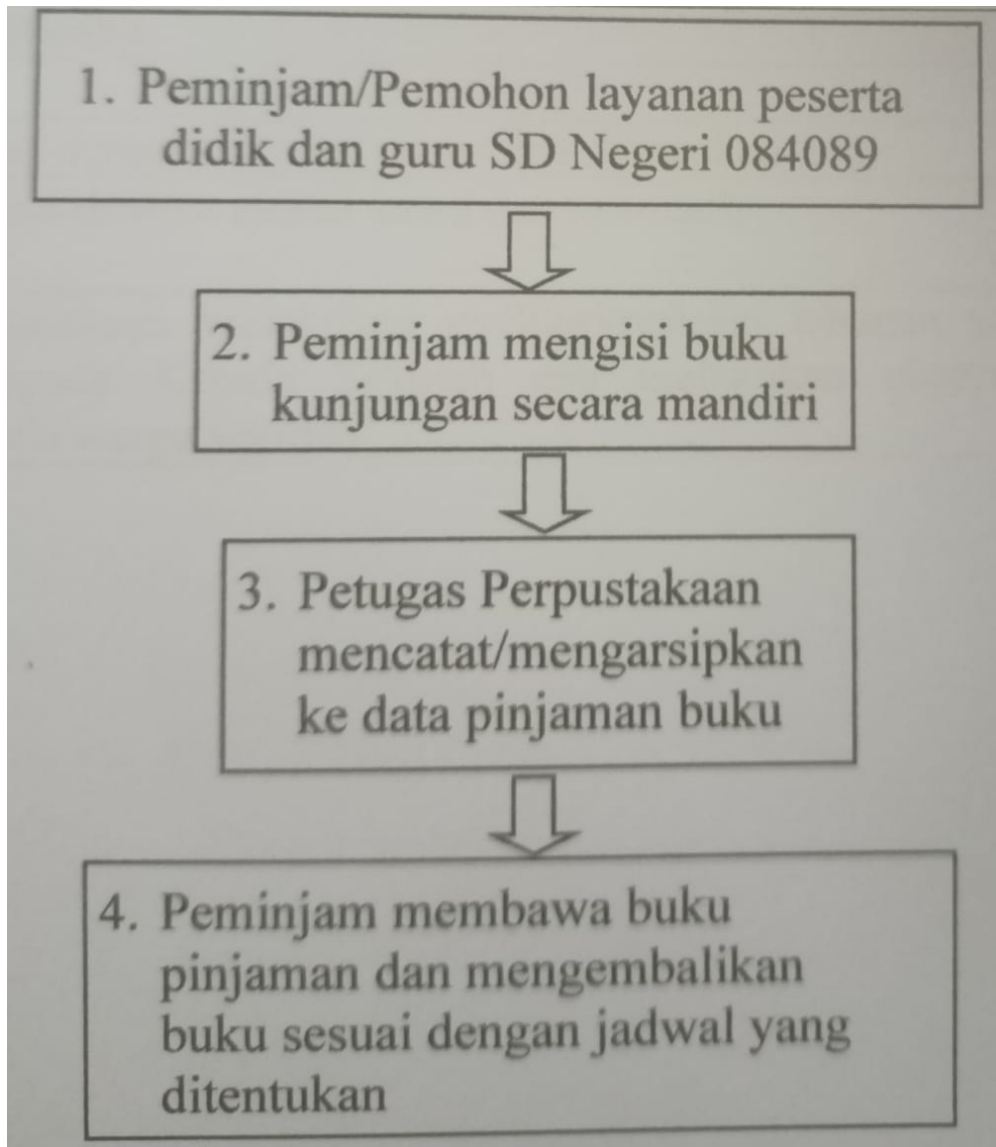 1. Peminjam/Pemohon layanan peserta
didik dan guru SD Negeri 084089
2. Peminjam mengisi buku
kunjungan secara mandiri
3. Petugas Perpustakaan
mencatat/mengarsipkan
ke data pinjaman buku
4. Peminjam membawa buku
pinjaman dan mengembalikan
buku sesuai dengan jadwal yang
ditentukan